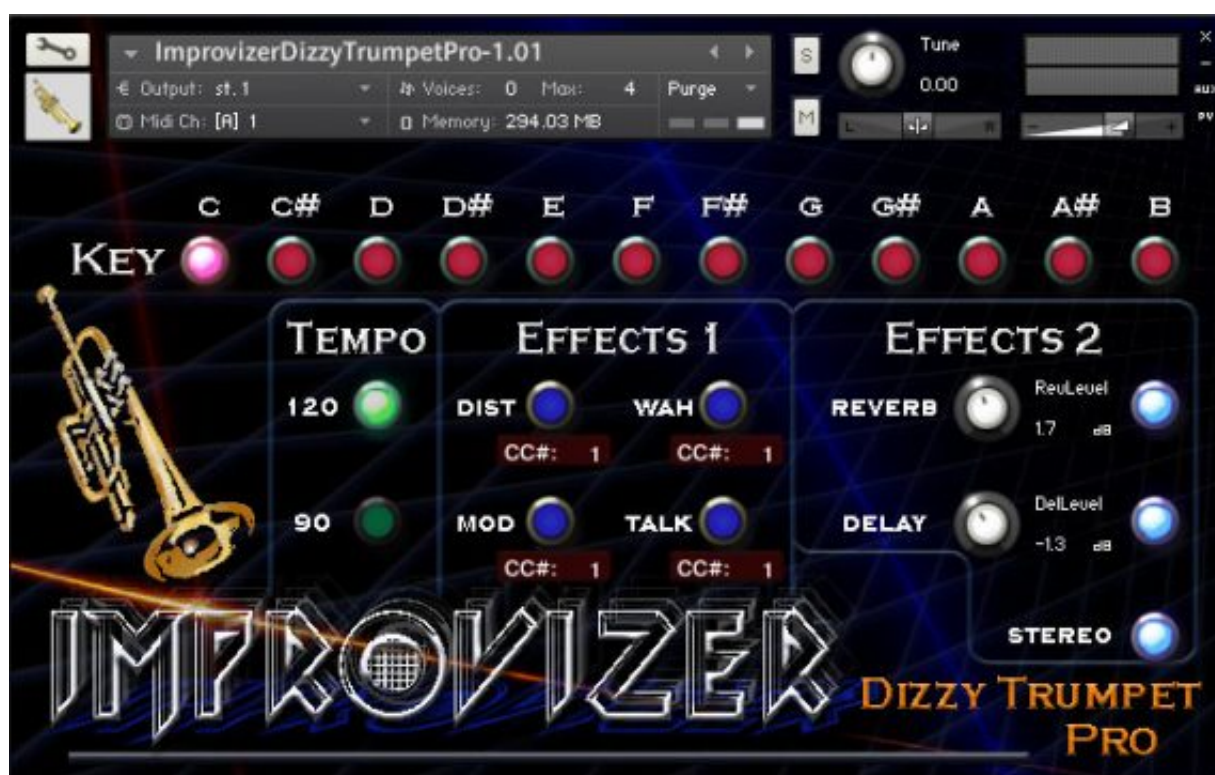 ImprovizerDizzyTrumpetPro-1.01
S
Tune
0.00
Output: st.1
Voices: 0 Max: 4
Purge
AUX
Midi Ch: [A] 1
Memory: 294.03 MB
M
L
R
PV
C C# D D# E F F# G G# A A# B
KEY
TEMPO
EFFECTS 1
EFFECTS 2
120
DIST
WAH
REVERB
RevLevel
1.7 dB
CC#: 1
CC#: 1
90
MOD
TALK
DELAY
DelLevel
-1.3 dB
CC#: 1
CC#: 1
STEREO
IMPROVIZER
DIZZY TRUMPET
PRO